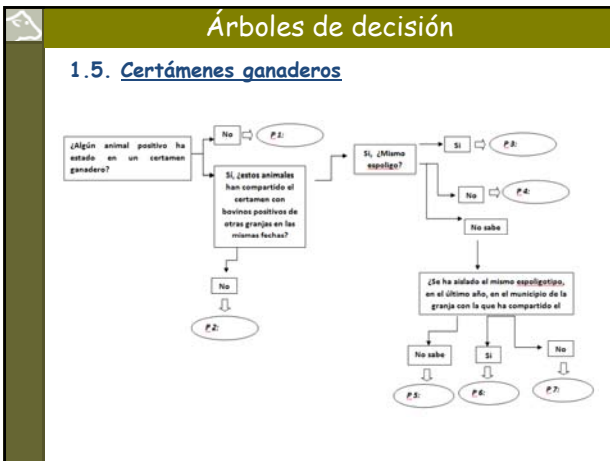 Árboles de decisión
1.5. Certámenes ganaderos
¿Algún animal positivo ha
estado en un certamen
ganadero?
No
P 1:
Sí, ¿estos animales
han compartido el
certamen con
bovinos positivos de
otras granjas en las
mismas fechas?
No
P 2:
Si, ¿Mismo
espoligo?
Si
P 3:
No
P 4:
No sabe
¿Se ha aislado el mismo espoligotipo,
en el último año, en el municipio de la
granja con la que ha compartido el
No sabe
Si
No
P 5:
P 6:
P 7: